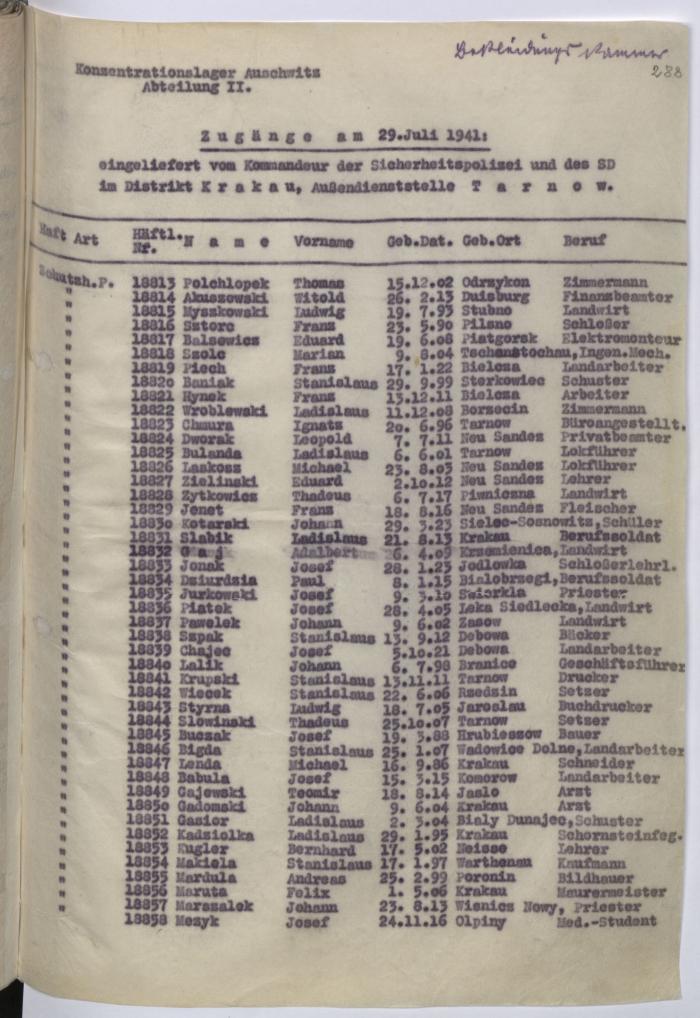 Bekleidungs Kammer
288
Konzentrationslager Auschwitz
Abteilung II.
Zugänge am 29.Juli 1941:
eingeliefert vom Kommandeur der Sicherheitspolizei und des SD
im Distrikt Krakau, Außendienststelle Tarnow.
Haft Art Häftl. Nr. Name Vorname Geb.Dat. Geb.Ort Beruf
Schutzh.P. 18813 Polchlopek Thomas 15.12.02 Odrzykon Zimmermann
" 18814 Akuszewski Witold 26. 2.13 Duisburg Finanzbeamter
" 18815 Myszkowski Ludwig 19. 7.93 Stubno Landwirt
" 18816 Sztorc Franz 23. 5.90 Pilzno Schloßer
" 18817 Balsewicz Eduard 19. 6.08 Piatgorsk Elektromonteur
" 18818 Szolc Marian 9. 8.04 Tschenstochau,Ingen.Mech.
" 18819 Piech Franz 17. 1.22 Bielcza Landarbeiter
" 18820 Baniak Stanislaus 29. 9.99 Sterkowiec Schuster
" 18821 Hynek Franz 13.12.11 Bielcza Arbeiter
" 18822 Wroblewski Ladislaus 11.12.08 Borzecin Zimmermann
" 18823 Chmura Ignatz 20. 6.96 Tarnow Büroangestellt.
" 18824 Dworak Leopold 7. 7.11 Neu Sandez Privatbeamter
" 18825 Bulanda Ladislaus 6. 6.01 Tarnow Lokführer
" 18826 Laskosz Michael 23. 8.03 Neu Sandez Lokführer
" 18827 Zielinski Eduard 2.10.12 Neu Sandez Lehrer
" 18828 Zytkowicz Thadeus 6. 7.17 Piwniczna Landwirt
" 18829 Jenet Franz 18. 8.16 Neu Sandez Fleischer
" 18830 Kotarski Johann 29. 3.23 Sielec-Sosnowitz,Schüler
" 18831 Slabik Ladislaus 21. 8.13 Krakau Berufssoldat
" 18832 Gaj Adalbert 26. 4.09 Krzemienica,Landwirt
" 18833 Jonak Josef 28. 1.23 Jodlowka Schloßerlehrl.
" 18834 Dziurdzia Paul 8. 1.15 Bialobrzegi,Berufssoldat
" 18835 Jurkowski Josef 9. 3.10 Swiorkla Priester
" 18836 Piatek Josef 28. 4.05 Leka Siedlecka,Landwirt
" 18837 Pawelek Johann 9. 6.02 Zasow Landwirt
" 18838 Szpak Stanislaus 13. 9.12 Debowa Bäcker
" 18839 Chajec Josef 5.10.21 Debowa Landarbeiter
" 18840 Lalik Johann 6. 7.98 Branice Geschäftsführer
" 18841 Krupski Stanislaus 13.11.11 Tarnow Drucker
" 18842 Wiecek Stanislaus 22. 6.06 Rzedzin Setzer
" 18843 Styrna Ludwig 18. 7.05 Jaroslau Buchdrucker
" 18844 Slowinski Thadeus 25.10.07 Tarnow Setzer
" 18845 Buczak Josef 19. 3.88 Hrubieszow Bauer
" 18846 Bigda Stanislaus 25. 1.07 Wadowice Dolne,Landarbeiter
" 18847 Lenda Michael 16. 9.86 Krakau Schneider
" 18848 Babula Josef 15. 3.15 Komorow Landarbeiter
" 18849 Gajewski Teomir 18. 8.14 Jaslo Arzt
" 18850 Gadomski Johann 9. 6.04 Krakau Arzt
" 18851 Gasior Ladislaus 2. 3.04 Bialy Dunajec,Schuster
" 18852 Kadziolka Ladislaus 29. 1.95 Krakau Schornsteinfeg.
" 18853 Kugler Bernhard 17. 5.02 Neisse Lehrer
" 18854 Makiela Stanislaus 17. 1.97 Warthenau Kaufmann
" 18855 Mardula Andreas 25. 2.99 Poronin Bildhauer
" 18856 Maruta Felix 1. 5.06 Krakau Maurermeister
" 18857 Marszalek Johann 23. 8.13 Wisnicz Nowy, Priester
" 18858 Mezyk Josef 24.11.16 Olpiny Med.-Student